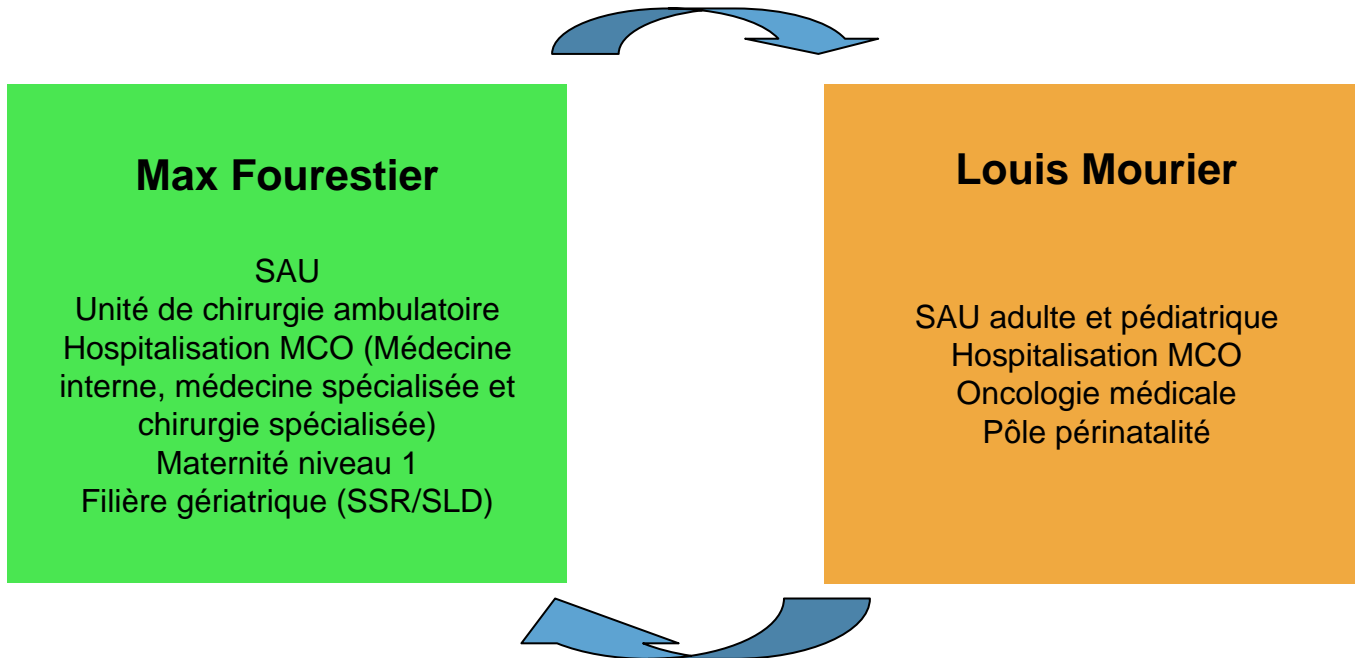 Max Fourestier
SAU
Unité de chirurgie ambulatoire
Hospitalisation MCO (Médecine
interne, médecine spécialisée et
chirurgie spécialisée)
Maternité niveau 1
Filière gériatrique (SSR/SLD)
Louis Mourier
SAU adulte et pédiatrique
Hospitalisation MCO
Oncologie médicale
Pôle périnatalité